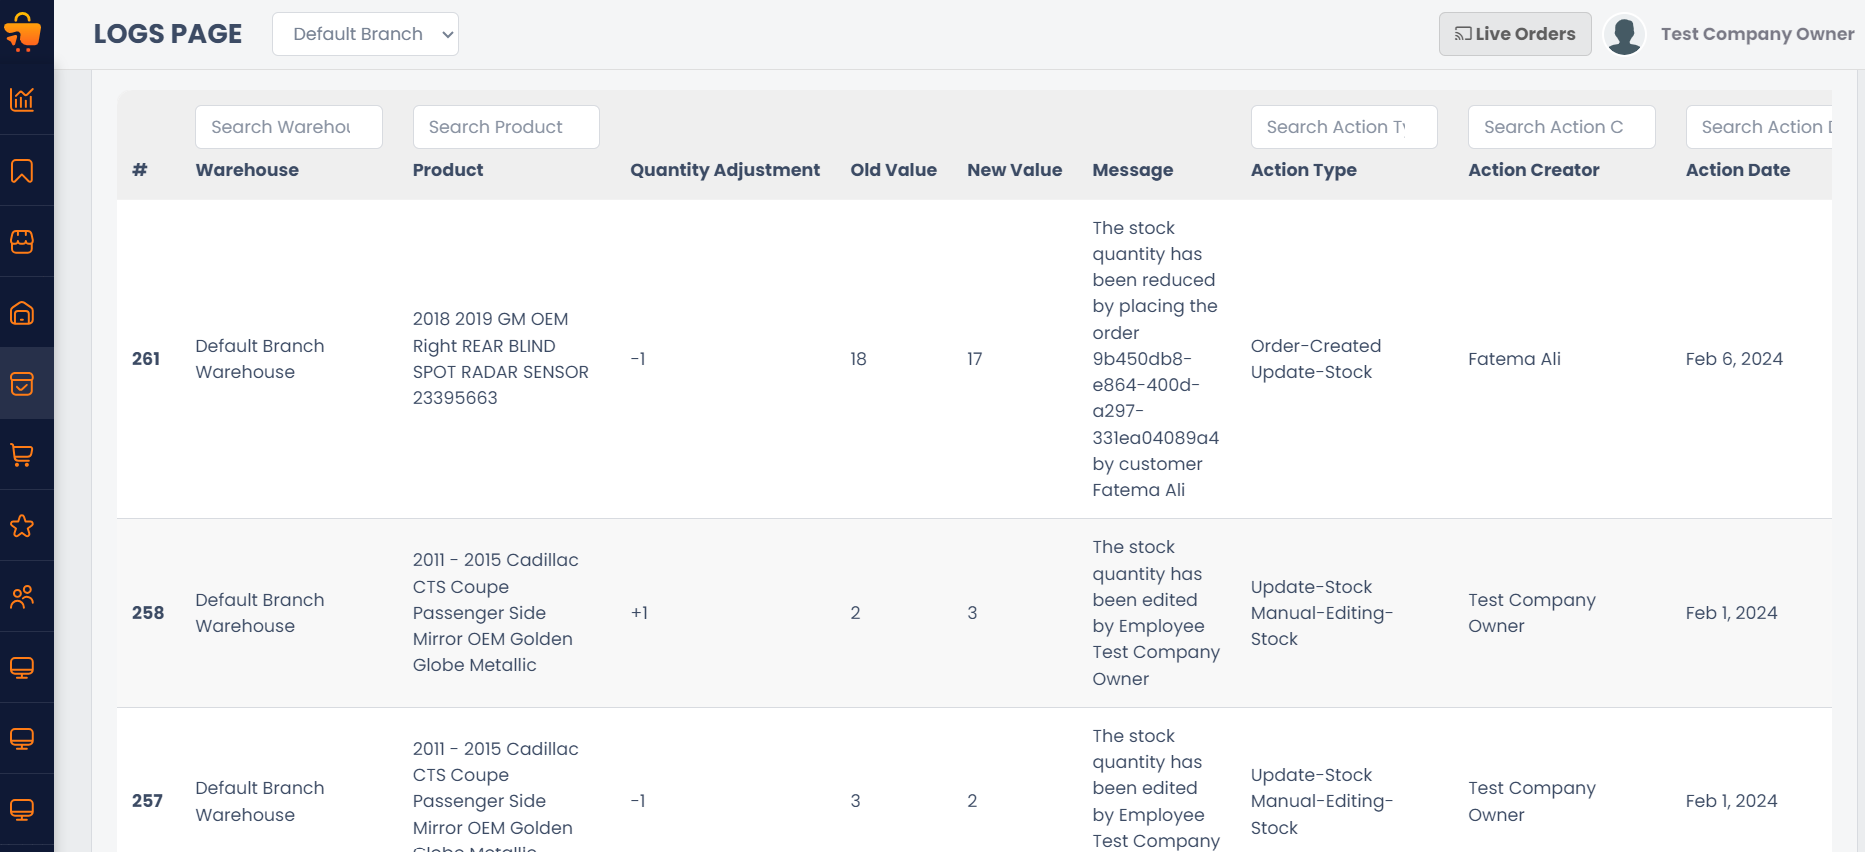 LOGS PAGE
Default Branch
Live Orders
Test Company Owner
Search Warehou
Search Product
Search Action Ty
Search Action C
Search Action D
#
Warehouse
Product
Quantity Adjustment
Old Value
New Value
Message
Action Type
Action Creator
Action Date
261
Default Branch
Warehouse
2018 2019 GM OEM
Right REAR BLIND
SPOT RADAR SENSOR
23395663
-1
18
17
The stock
quantity has
been reduced
by placing the
order
9b450db8-
e864-400d-
a297-
331ea04089a4
by customer
Fatema Ali
Order-Created
Update-Stock
Fatema Ali
Feb 6, 2024
258
Default Branch
Warehouse
2011 - 2015 Cadillac
CTS Coupe
Passenger Side
Mirror OEM Golden
Globe Metallic
+1
2
3
The stock
quantity has
been edited
by Employee
Test Company
Owner
Update-Stock
Manual-Editing-
Stock
Test Company
Owner
Feb 1, 2024
257
Default Branch
Warehouse
2011 - 2015 Cadillac
CTS Coupe
Passenger Side
Mirror OEM Golden
Globe Metallic
-1
3
2
The stock
quantity has
been edited
by Employee
Test Company
Update-Stock
Manual-Editing-
Stock
Test Company
Owner
Feb 1, 2024